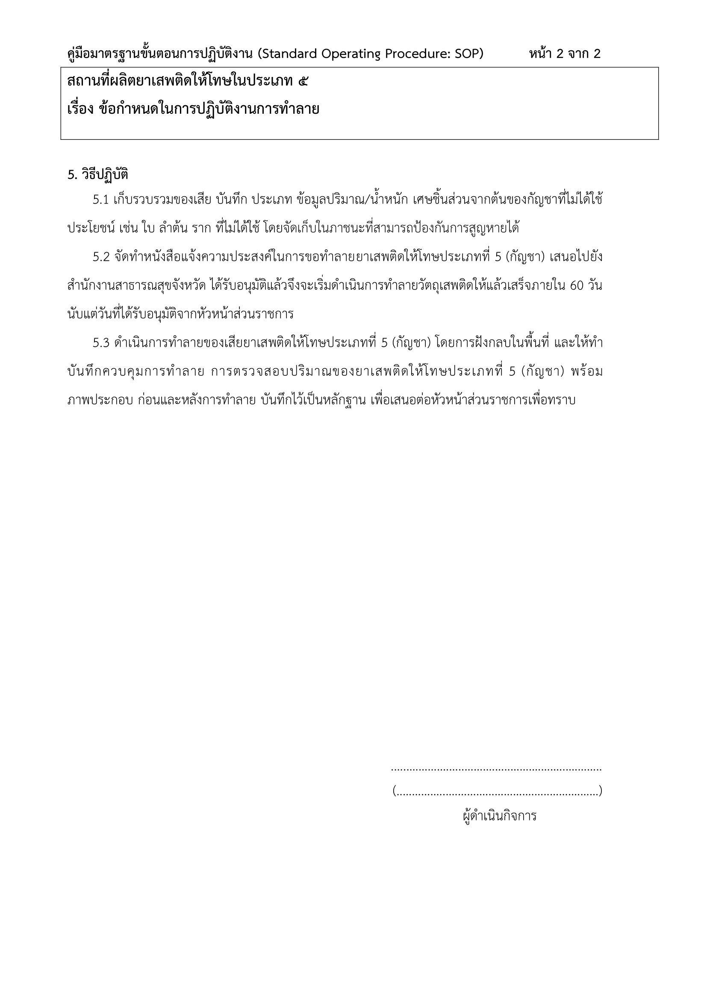 คู่มือมาตรฐานขั้นตอนการปฏิบัติงาน (Standard Operating Procedure: SOP) หน้า 2 จาก 2
สถานที่ผลิตยาเสพติดให้โทษในประเภท ๕
เรื่อง ข้อกำหนดในการปฏิบัติงานการทำลาย
5. วิธีปฏิบัติ
5.1 เก็บรวบรวมของเสีย บันทึก ประเภท ข้อมูลปริมาณ/น้ำหนัก เศษชิ้นส่วนจากต้นของกัญชาที่ไม่ได้ใช้
ประโยชน์ เช่น ใบ ลำต้น ราก ที่ไม่ได้ใช้ โดยจัดเก็บในภาชนะที่สามารถป้องกันการสูญหายได้
5.2 จัดทำหนังสือแจ้งความประสงค์ในการขอทำลายยาเสพติดให้โทษประเภทที่ 5 (กัญชา) เสนอไปยัง
สำนักงานสาธารณสุขจังหวัด ได้รับอนุมัติแล้วจึงจะเริ่มดำเนินการทำลายวัตถุเสพติดให้แล้วเสร็จภายใน 60 วัน
นับแต่วันที่ได้รับอนุมัติจากหัวหน้าส่วนราชการ
5.3 ดำเนินการทำลายของเสียยาเสพติดให้โทษประเภทที่ 5 (กัญชา) โดยการฝังกลบในพื้นที่ และให้ทำ
บันทึกควบคุมการทำลาย การตรวจสอบปริมาณของยาเสพติดให้โทษประเภทที่ 5 (กัญชา) พร้อม
ภาพประกอบ ก่อนและหลังการทำลาย บันทึกไว้เป็นหลักฐาน เพื่อเสนอต่อหัวหน้าส่วนราชการเพื่อทราบ
.....................................................................
(..................................................................)
ผู้ดำเนินกิจการ